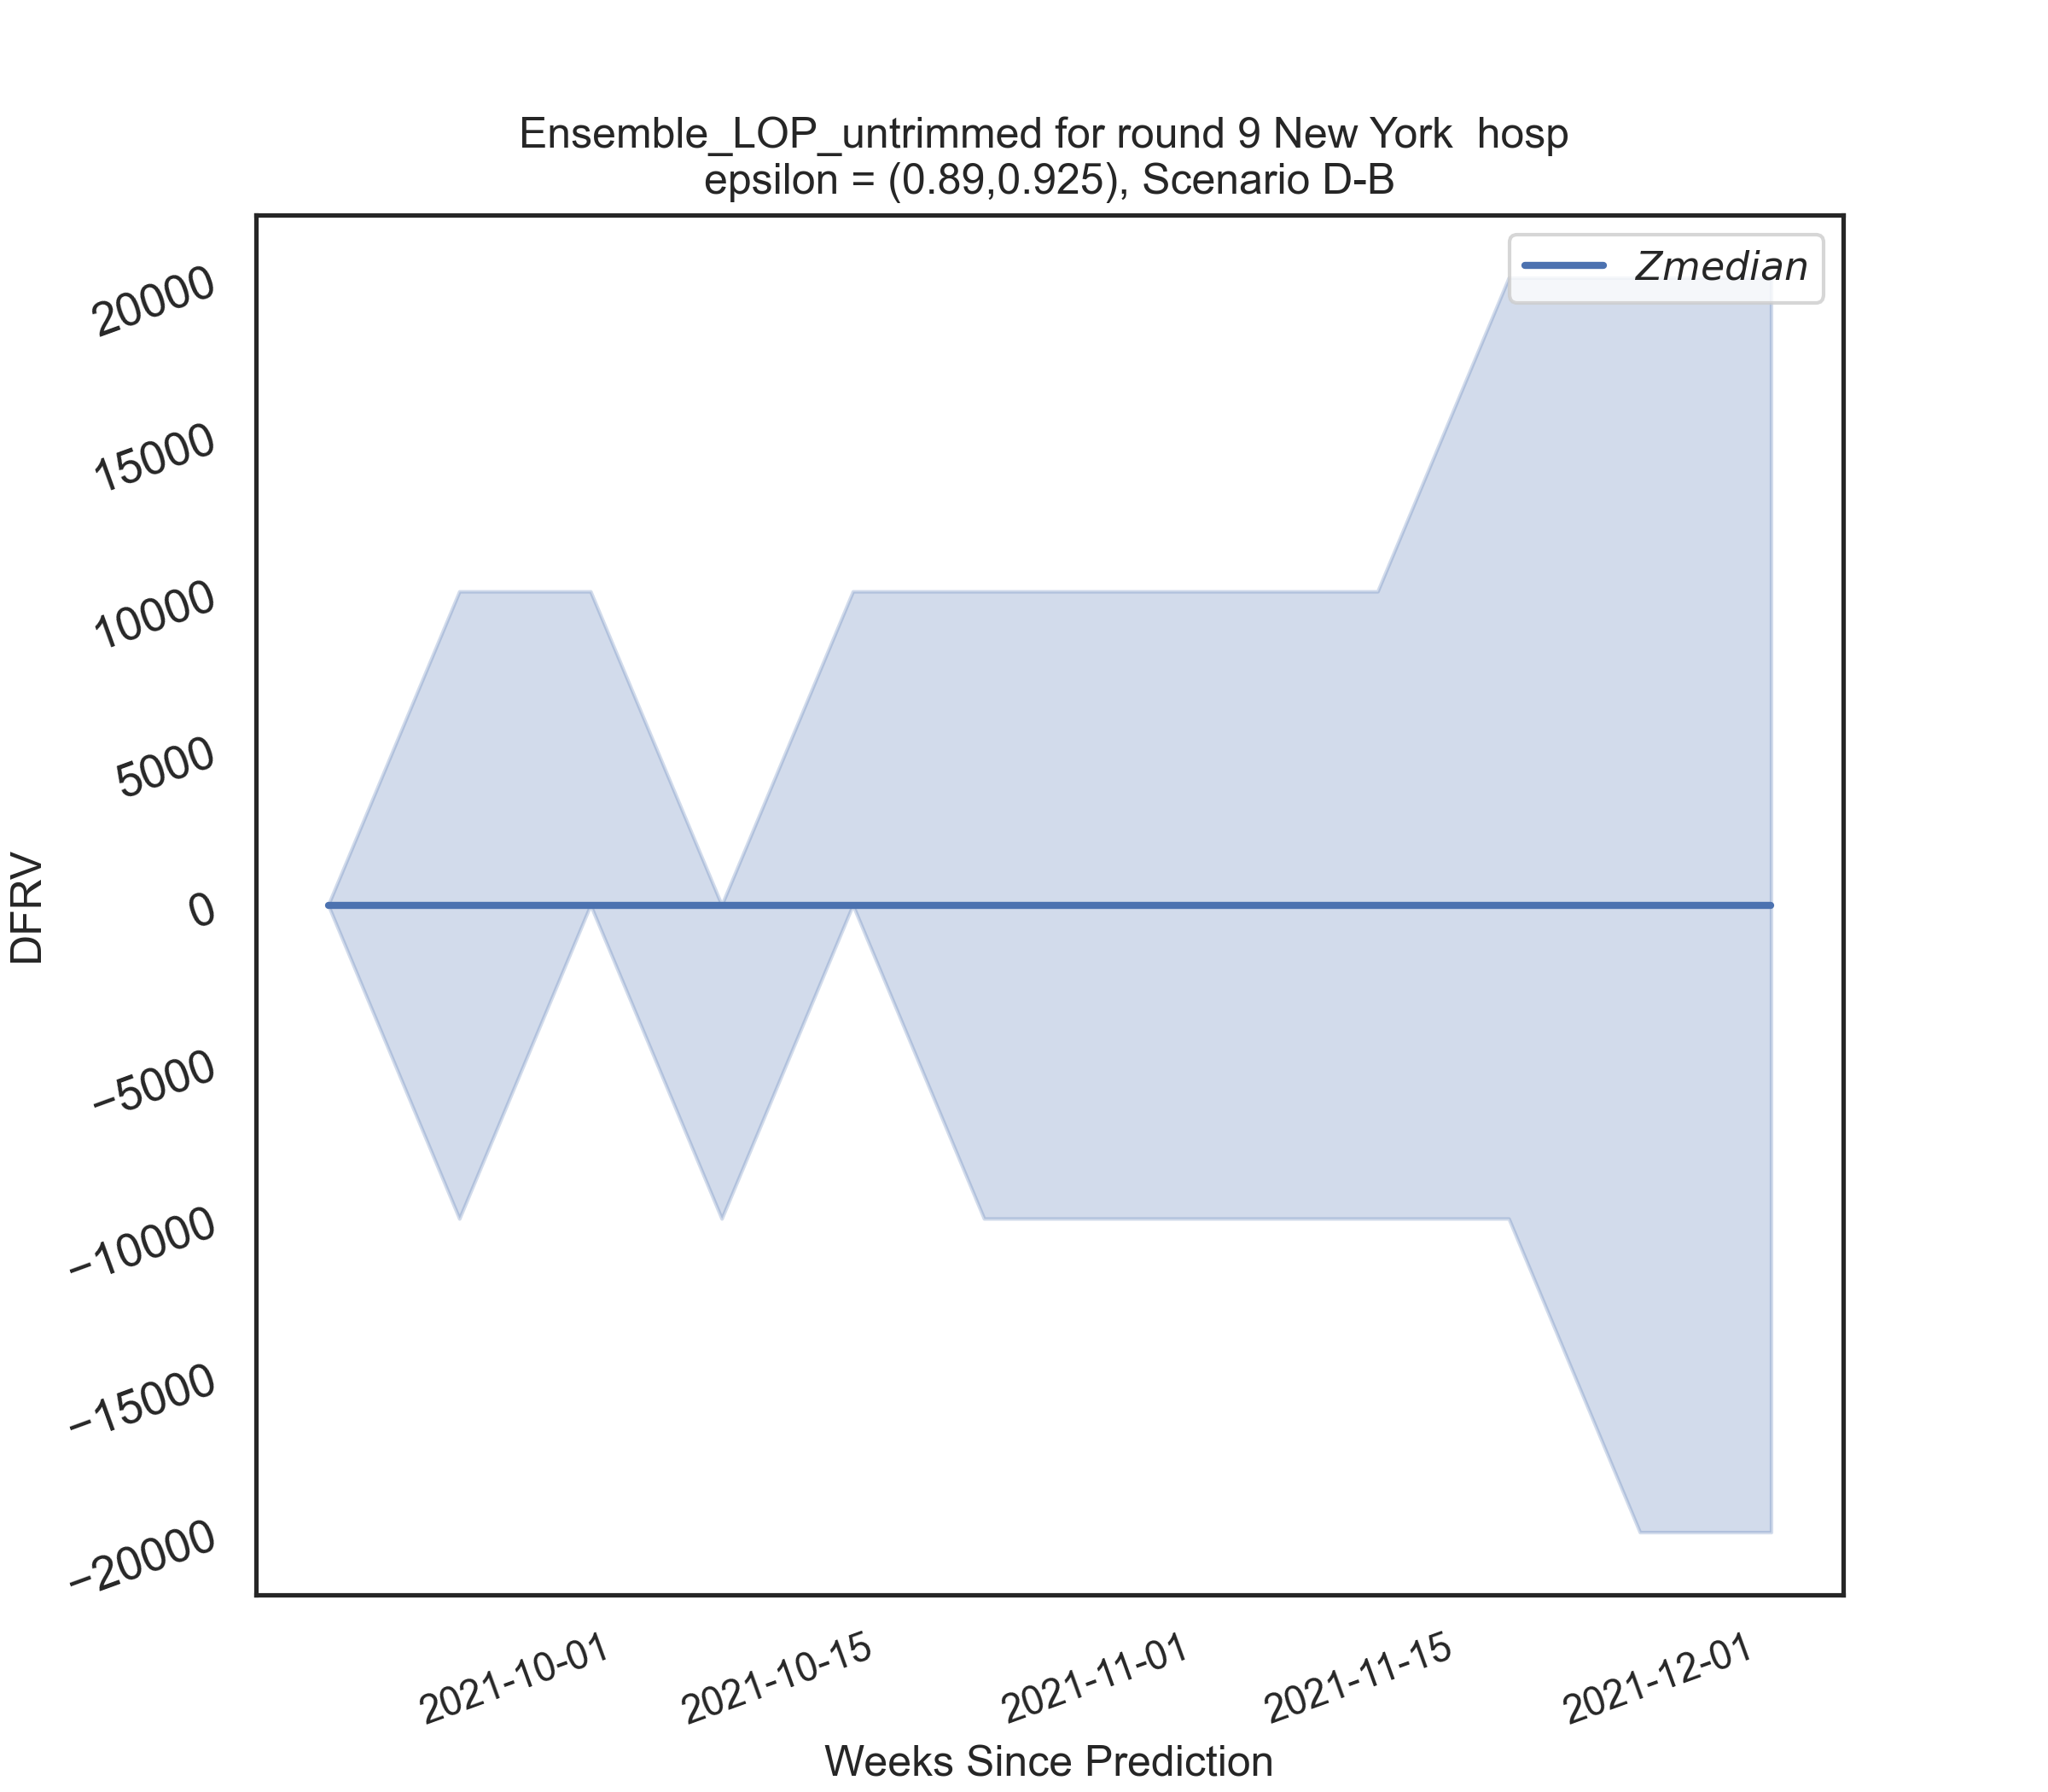 Ensemble_LOP_untrimmed for round 9 New York  hosp
epsilon = (0.89,0.925), Scenario D-B
Zmedian
20000
15000
10000
5000
0
−5000
−10000
−15000
−20000
DFRV
2021-10-01
2021-10-15
2021-11-01
2021-11-15
2021-12-01
Weeks Since Prediction